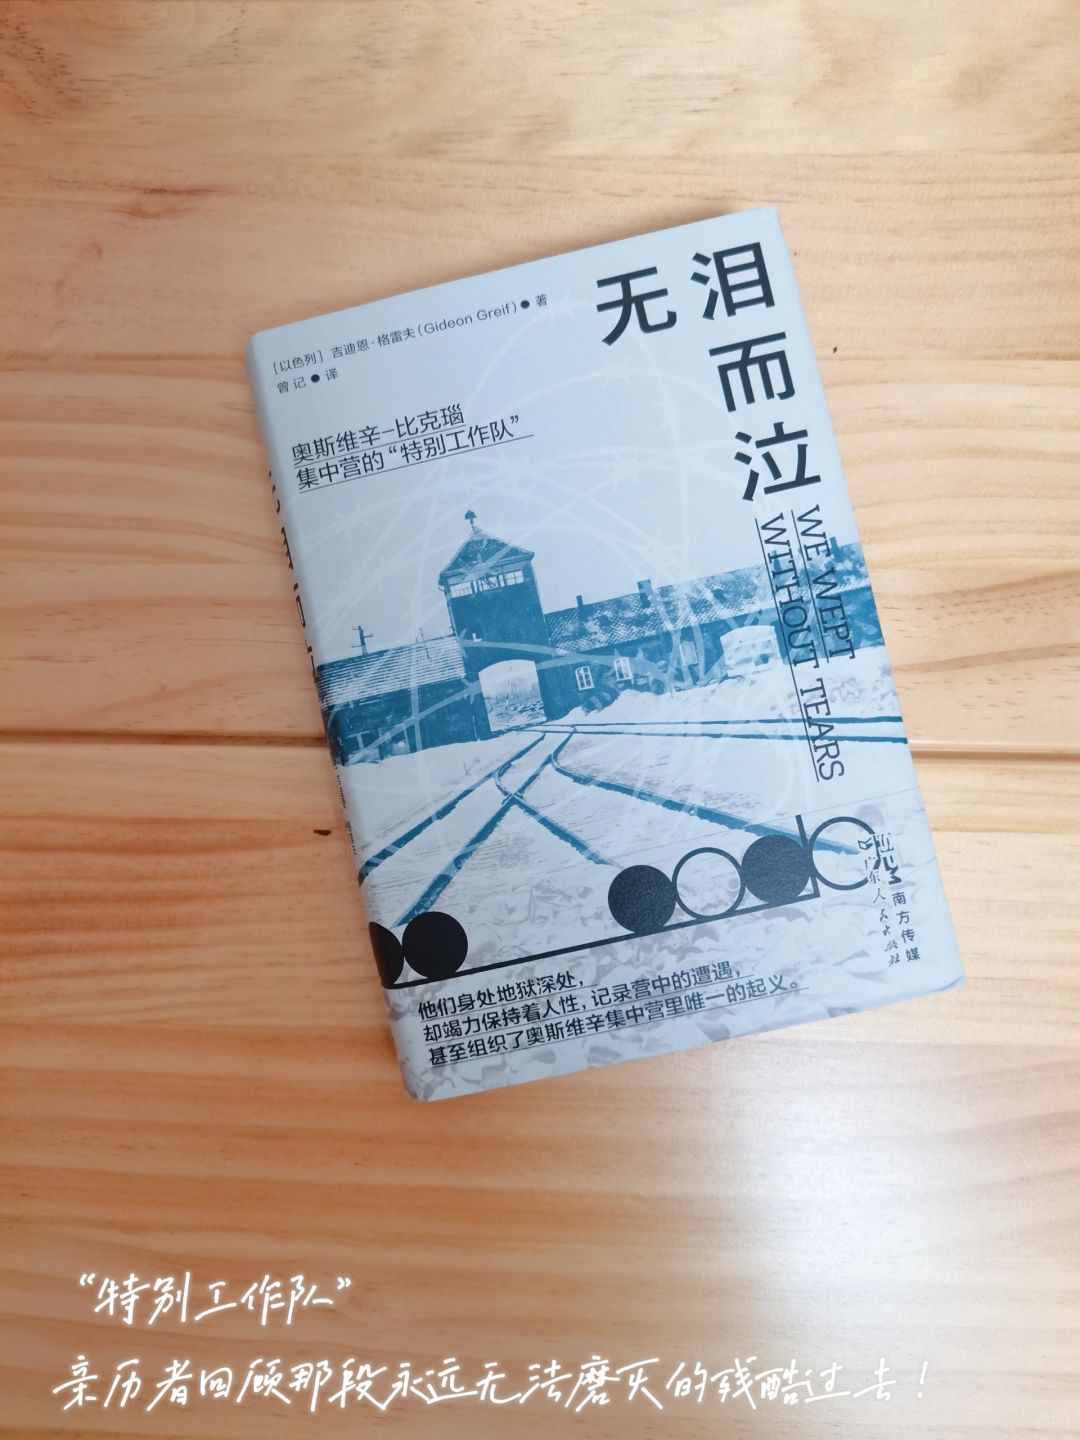 无泪而泣
WE WEPT
WITHOUT TEARS
[以色列] 吉迪恩·格雷夫(Gideon Greif)●著
曾记●译
奥斯维辛-比克瑙
集中营的“特别工作队”
他们身处地狱深处，
却竭力保持着人性，记录营中的遭遇，
甚至组织了奥斯维辛集中营里唯一的起义。
南方传媒
广东人民出版社
“特别工作队”
亲历者回顾那段永远无法磨灭的残酷过去！